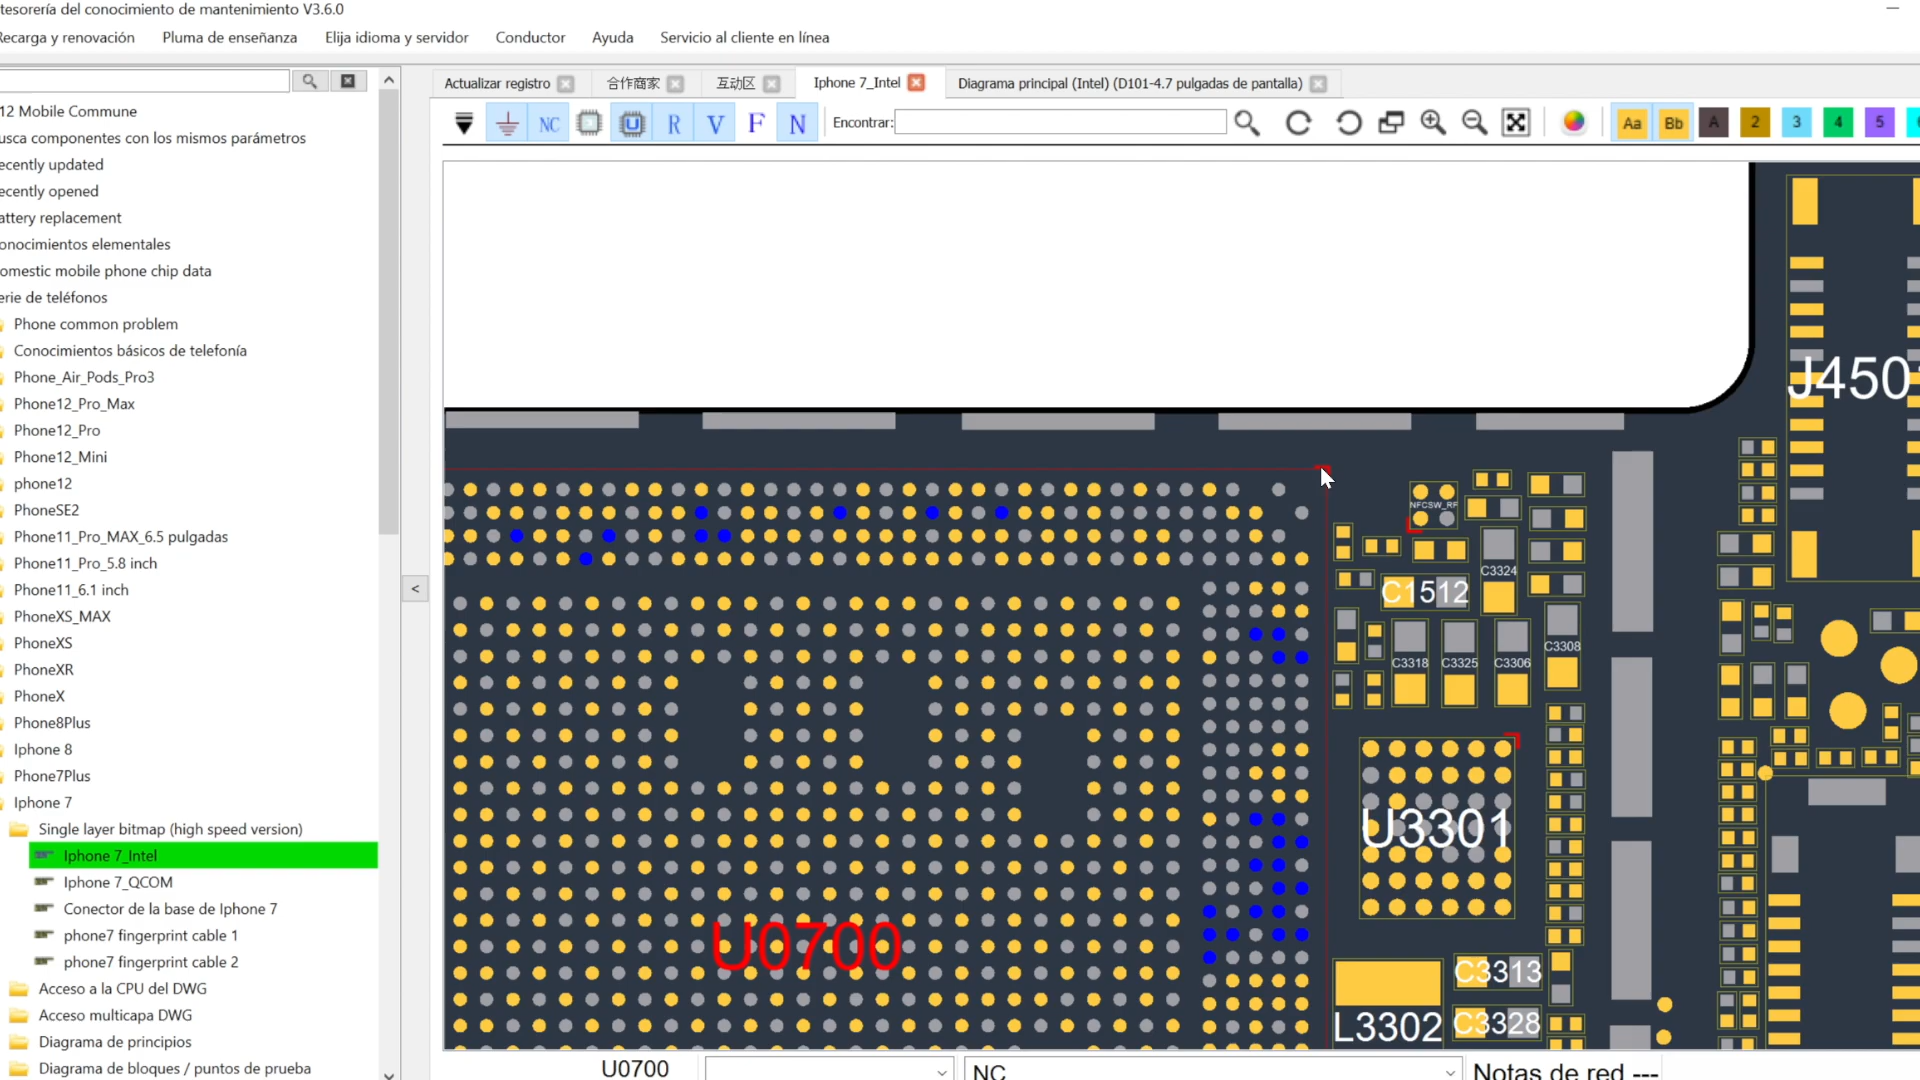 tesorería del conocimiento de mantenimiento V3.6.0
Recarga y renovación Pluma de enseñanza Elija idioma y servidor Conductor Ayuda Servicio al cliente en línea
Actualizar registro 合作商家 互动区 Iphone 7_Intel Diagrama principal (Intel) (D101-4.7 pulgadas de pantalla)
NC U R V F N Encontrar: Aa Bb A 2 3 4 5
12 Mobile Commune
usca componentes con los mismos parámetros
ecently updated
ecently opened
attery replacement
onocimientos elementales
omestic mobile phone chip data
erie de teléfonos
Phone common problem
Conocimientos básicos de telefonía
Phone_Air_Pods_Pro3
Phone12_Pro_Max
Phone12_Pro
Phone12_Mini
phone12
PhoneSE2
Phone11_Pro_MAX_6.5 pulgadas
Phone11_Pro_5.8 inch
Phone11_6.1 inch
PhoneXS_MAX
PhoneXS
PhoneXR
PhoneX
Phone8Plus
Iphone 8
Phone7Plus
Iphone 7
Single layer bitmap (high speed version)
Iphone 7_Intel
Iphone 7_QCOM
Conector de la base de Iphone 7
phone7 fingerprint cable 1
phone7 fingerprint cable 2
Acceso a la CPU del DWG
Acceso multicapa DWG
Diagrama de principios
Diagrama de bloques / puntos de prueba
<
J450
NFCSW_RF
C3324
C1512
C3308
C3318 C3325 C3306
U3301
U0700
C3313
L3302 C3328
U0700 NC Notas de red ---